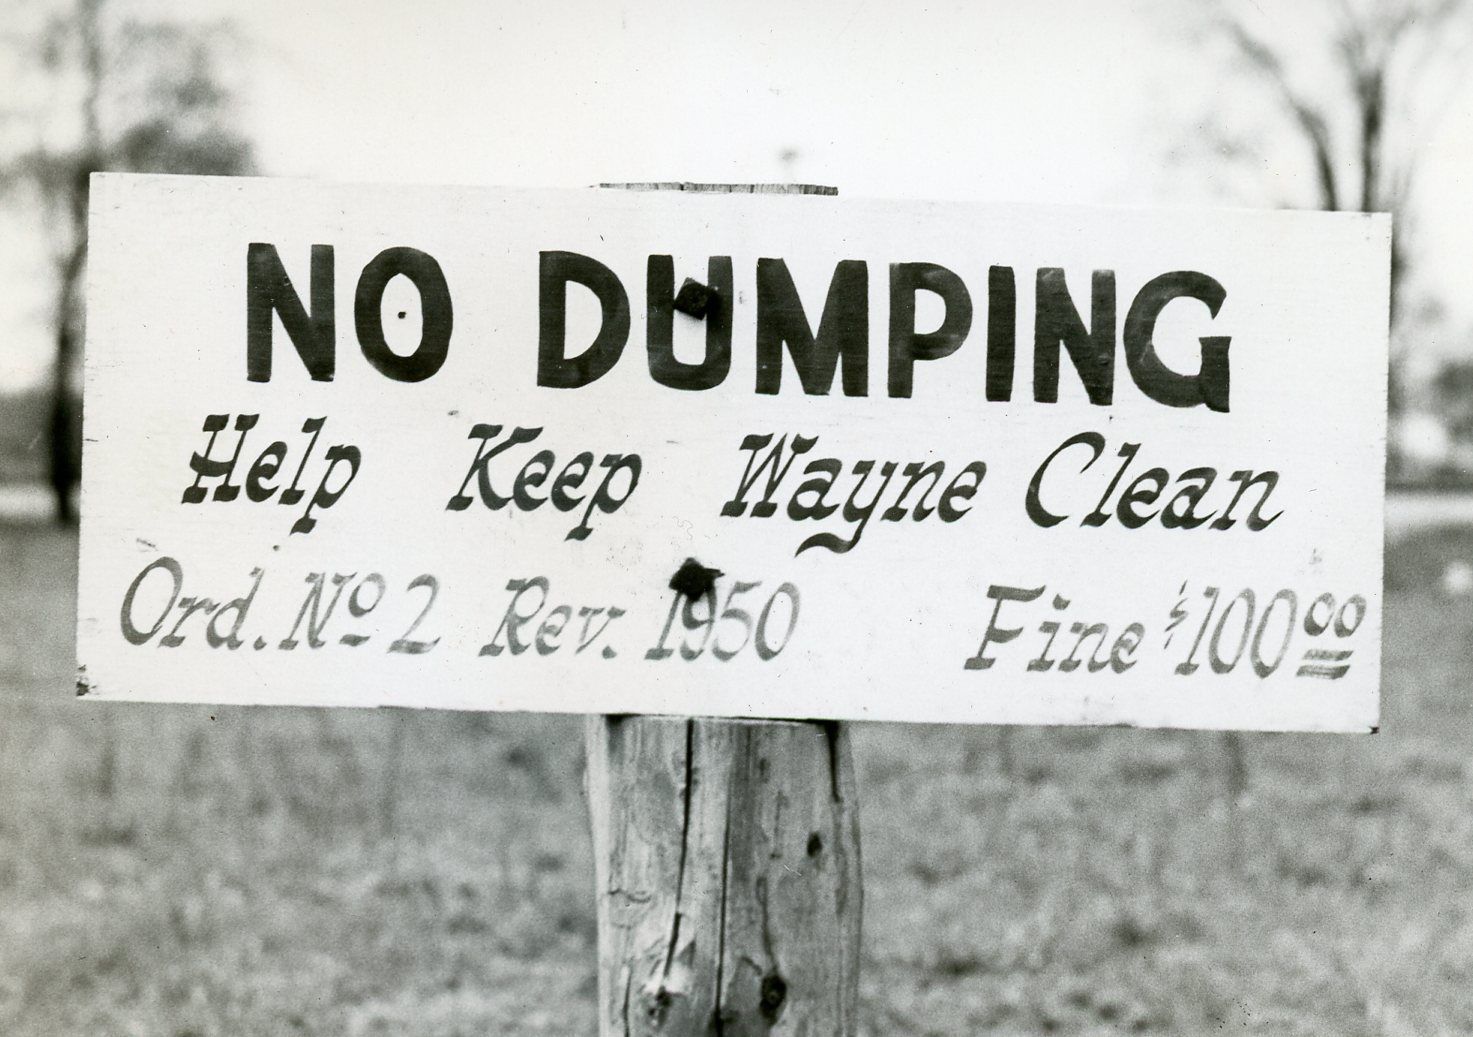 NO DUMPING
Help Keep Wayne Clean
Ord. Nº 2 Rev. 1950 Fine $100.00